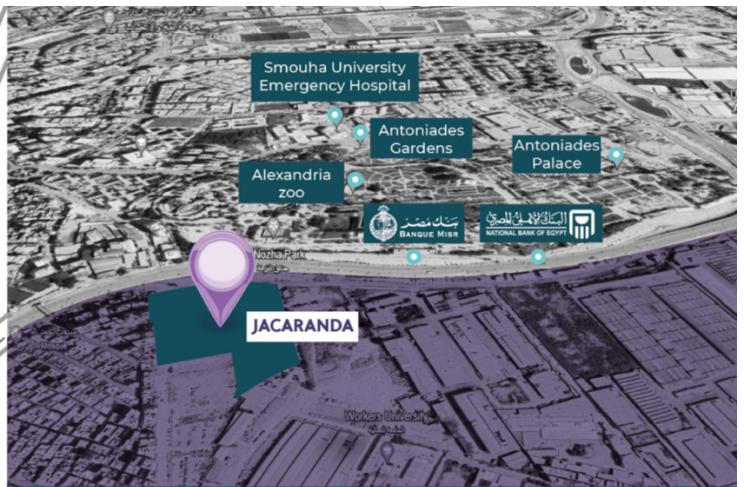 Smouha University
Emergency Hospital
Antoniades
Gardens
Antoniades
Palace
Alexandria
zoo
بنك مصر
BANQUE MISR
البنك الأهلي المصري
NATIONAL BANK OF EGYPT
Nozha Park
JACARANDA
Workers University